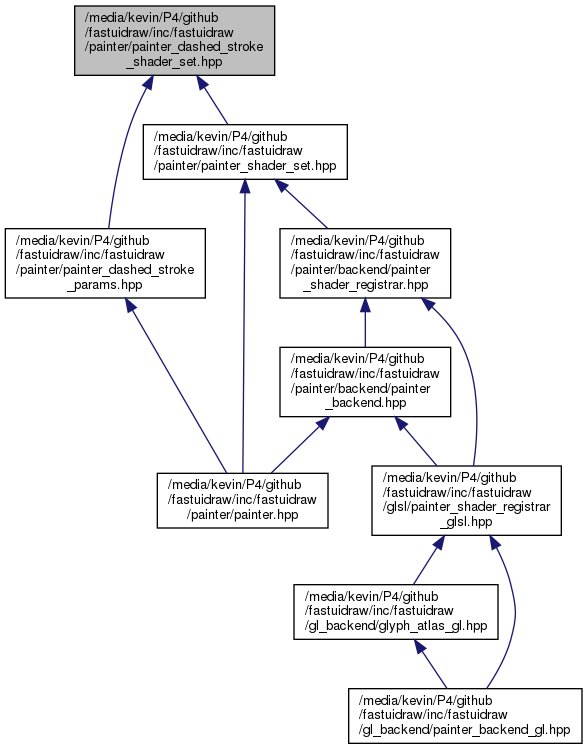 /media/kevin/P4/github
/fastuidraw/inc/fastuidraw
/painter/painter_dashed_stroke
_shader_set.hpp
/media/kevin/P4/github
/fastuidraw/inc/fastuidraw
/painter/painter_shader_set.hpp
/media/kevin/P4/github
/fastuidraw/inc/fastuidraw
/painter/painter_dashed_stroke
_params.hpp
/media/kevin/P4/github
/fastuidraw/inc/fastuidraw
/painter/backend/painter
_shader_registrar.hpp
/media/kevin/P4/github
/fastuidraw/inc/fastuidraw
/painter/backend/painter
_backend.hpp
/media/kevin/P4/github
/fastuidraw/inc/fastuidraw
/painter/painter.hpp
/media/kevin/P4/github
/fastuidraw/inc/fastuidraw
/glsl/painter_shader_registrar
_glsl.hpp
/media/kevin/P4/github
/fastuidraw/inc/fastuidraw
/gl_backend/glyph_atlas_gl.hpp
/media/kevin/P4/github
/fastuidraw/inc/fastuidraw
/gl_backend/painter_backend_gl.hpp